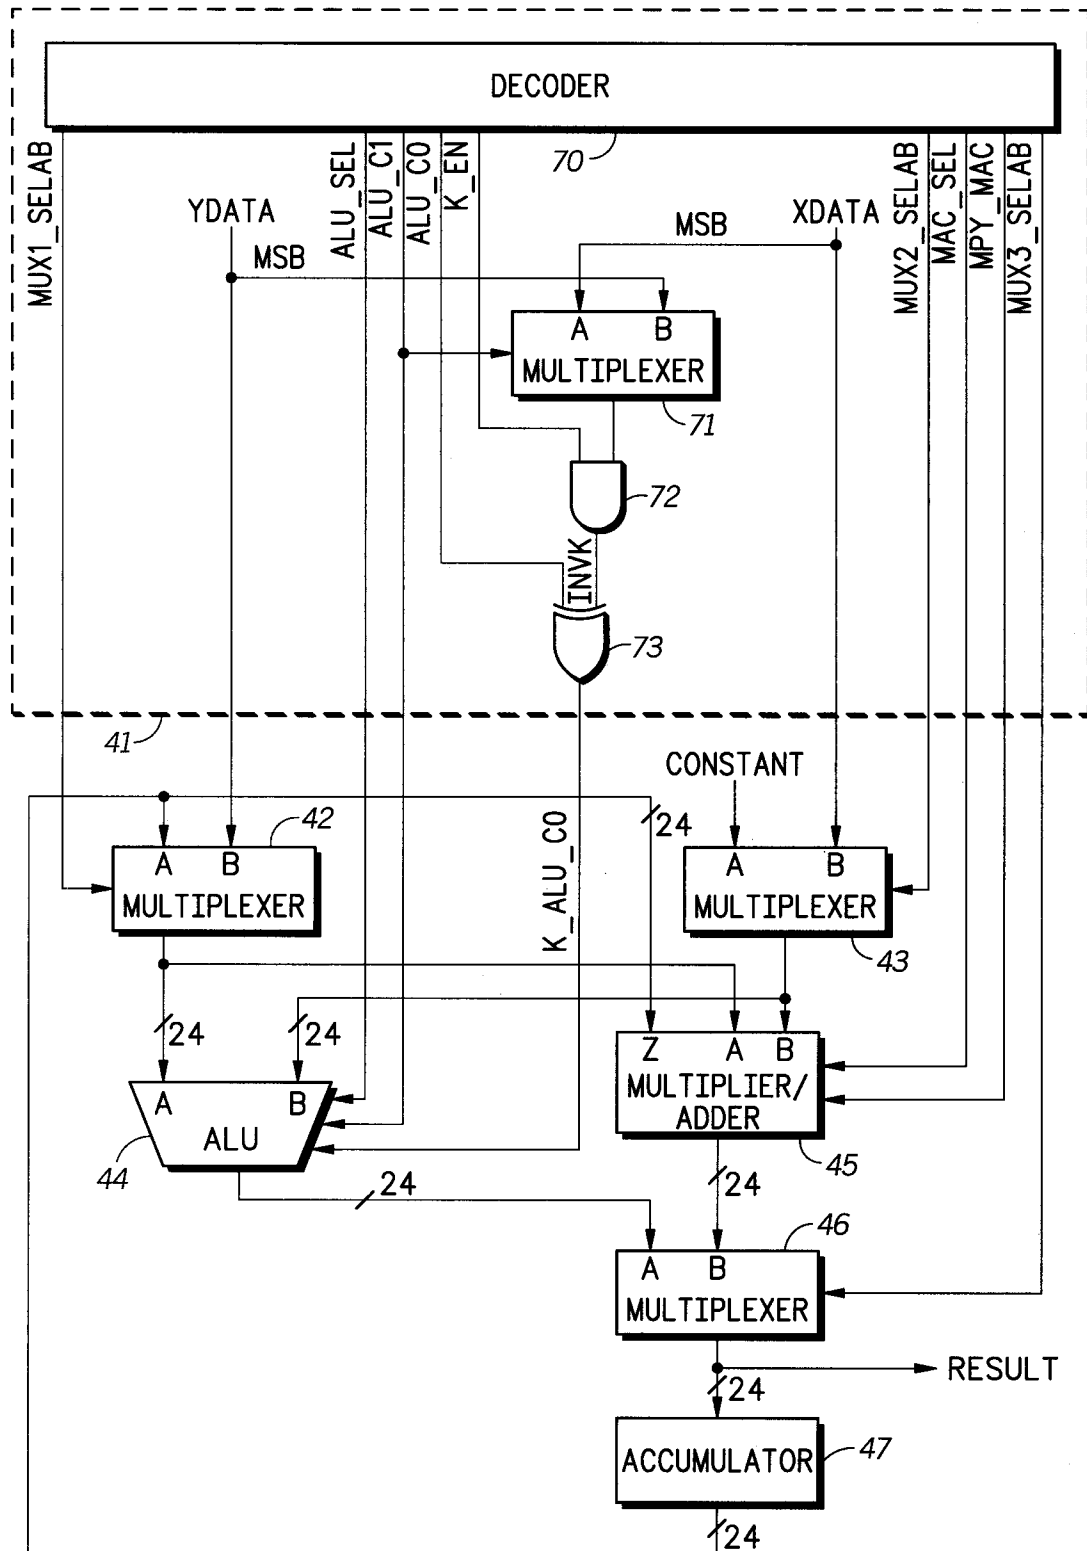 DECODER
70
MUX1_SELAB
ALU_SEL
ALU_C1
ALU_C0
K_EN
MUX2_SELAB
MAC_SEL
MPY_MAC
MUX3_SELAB
YDATA
XDATA
MSB
MSB
A B
MULTIPLEXER
71
72
INVK
73
41
CONSTANT
24
K_ALU_C0
42
A B
MULTIPLEXER
A B
MULTIPLEXER
43
24
24
Z A B
MULTIPLIER/
ADDER
45
A B
ALU
44
24
24
46
A B
MULTIPLEXER
RESULT
24
ACCUMULATOR
47
24